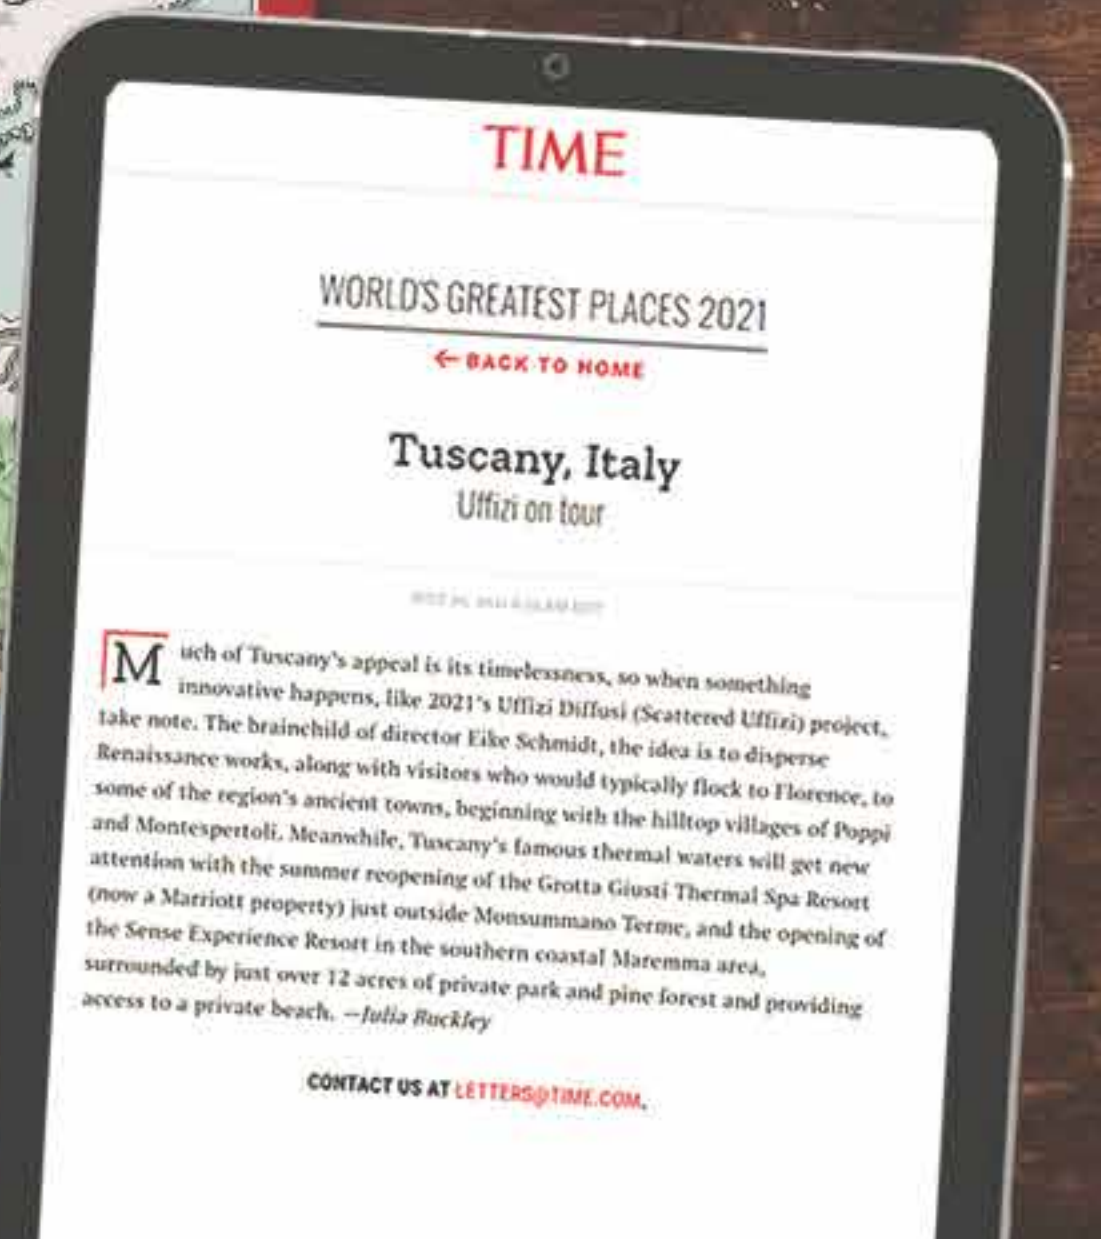 TIME
WORLD'S GREATEST PLACES 2021
← BACK TO HOME
Tuscany, Italy
Uffizi on tour
Much of Tuscany's appeal is its timelessness, so when something
innovative happens, like 2021's Uffizi Diffusi (Scattered Uffizi) project,
take note. The brainchild of director Eike Schmidt, the idea is to disperse
Renaissance works, along with visitors who would typically flock to Florence, to
some of the region's ancient towns, beginning with the hilltop villages of Poppi
and Montespertoli. Meanwhile, Tuscany's famous thermal waters will get new
attention with the summer reopening of the Grotta Giusti Thermal Spa Resort
(now a Marriott property) just outside Monsummano Terme, and the opening of
the Sense Experience Resort in the southern coastal Maremma area,
surrounded by just over 12 acres of private park and pine forest and providing
access to a private beach. —Julia Buckley
CONTACT US AT LETTERS@TIME.COM.